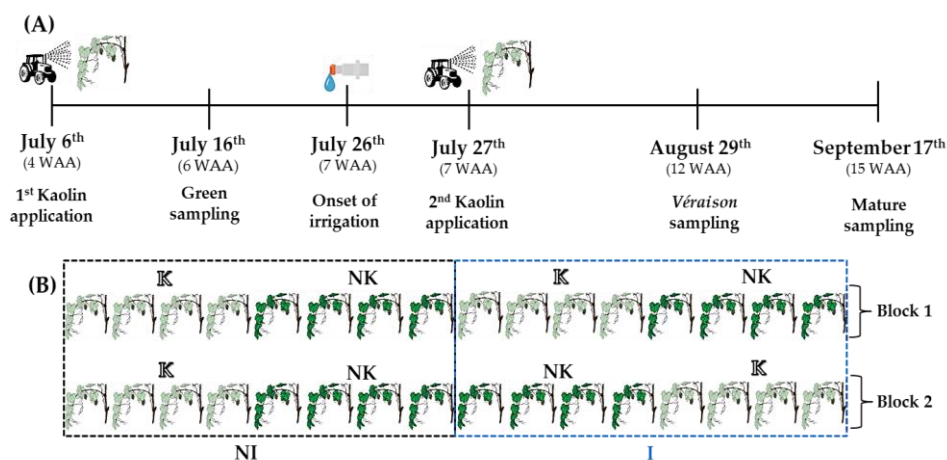 (A)
July 6th July 16th July 26th July 27th August 29th September 17th
(4 WAA) (6 WAA) (7 WAA) (7 WAA) (12 WAA) (15 WAA)
1st Kaolin Green Onset of 2nd Kaolin Véraison Mature
application sampling irrigation application sampling sampling
(B) 𝕂 NK 𝕂 NK
Block 1
𝕂 NK NK 𝕂
Block 2
NI I